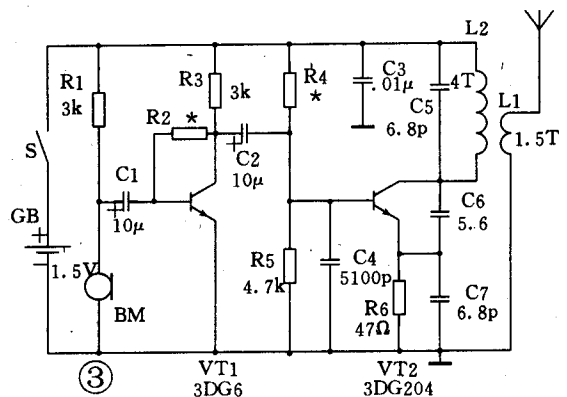 L2
R1
3k
R3
3k
R4
*
C3
.01μ
C5
6.8p
4T
L1
1.5T
R2 *
S
C1
10μ
+
C2
10μ
+
GB
+
1.5V
-
BM
R5
4.7k
C4
5100p
C6
5.6
R6
47Ω
C7
6.8p
③
VT1
3DG6
VT2
3DG204